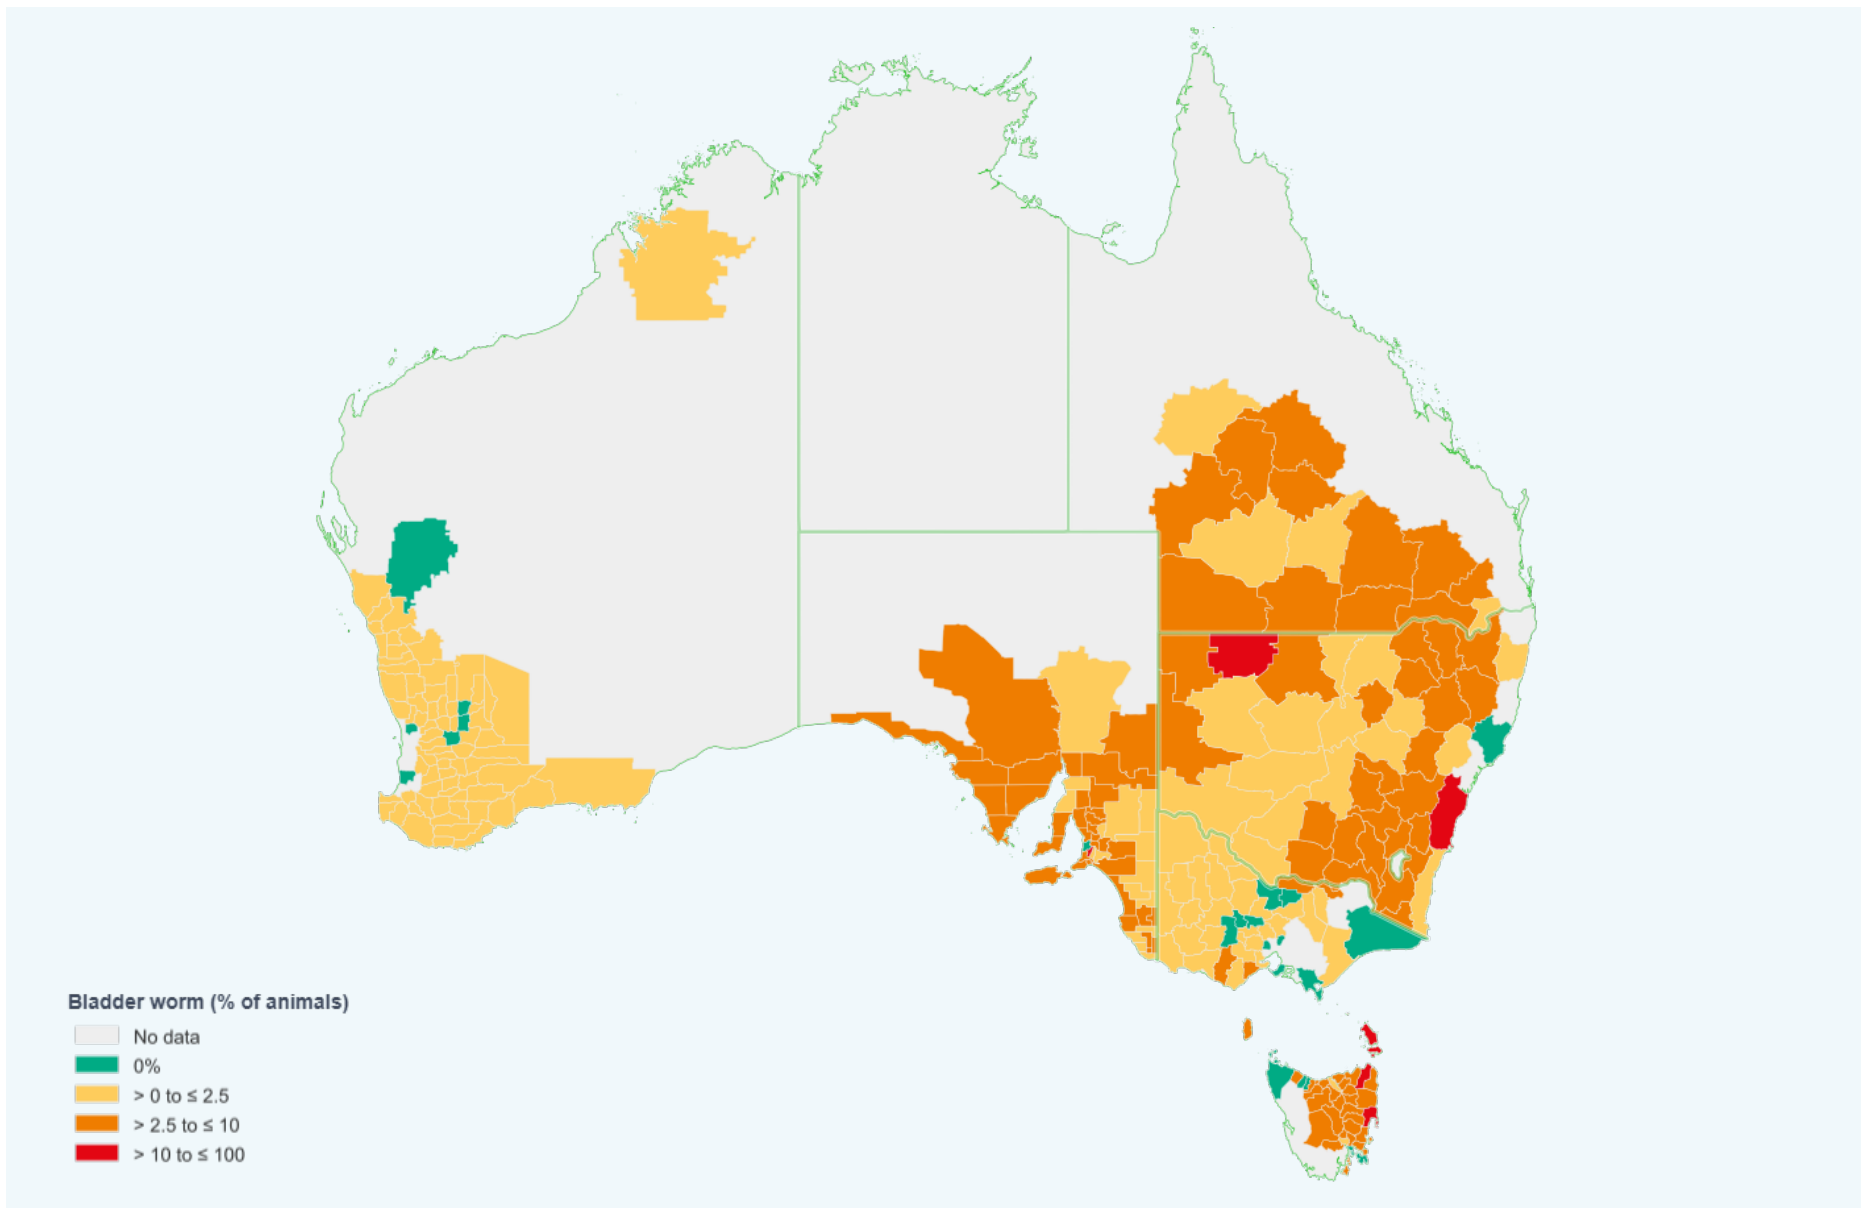 Bladder worm (% of animals)
No data
0%
> 0 to ≤ 2.5
> 2.5 to ≤ 10
> 10 to ≤ 100